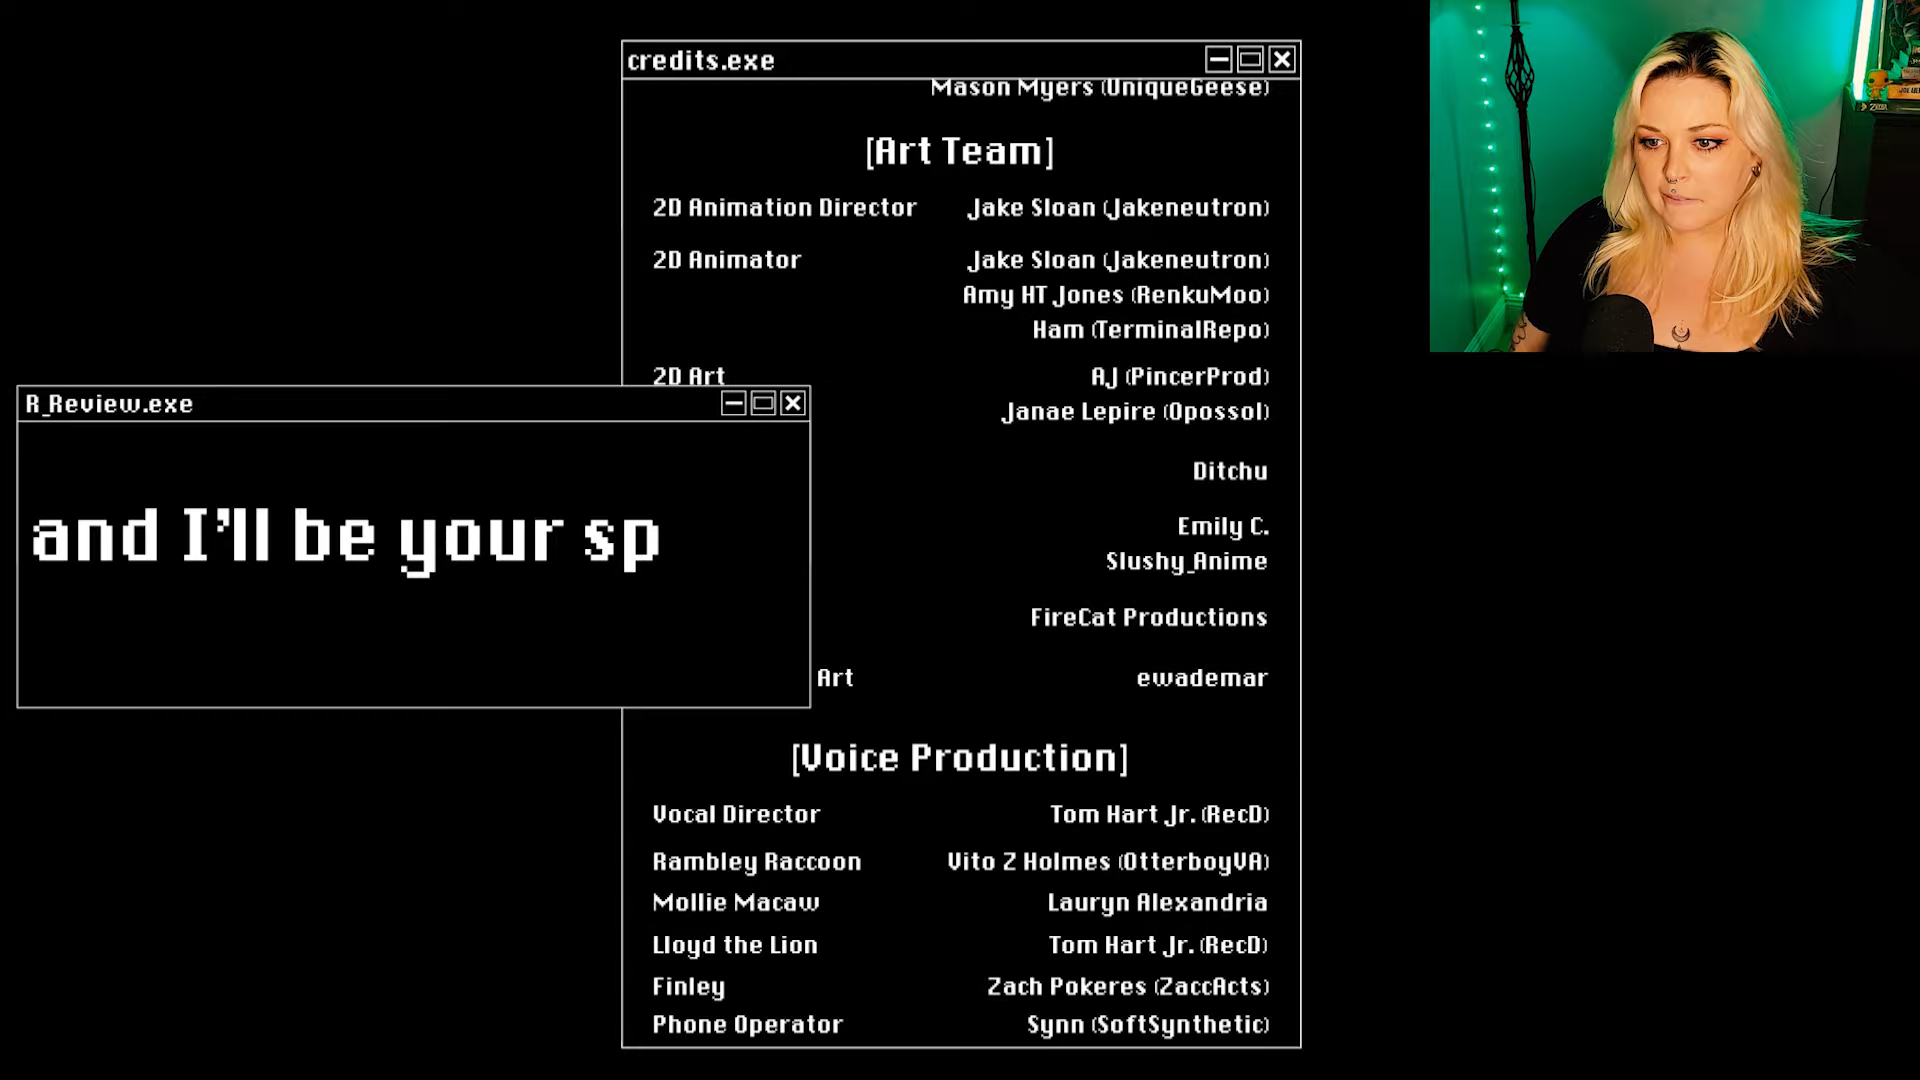 credits.exe
Mason Myers (UniqueGeese)
[Art Team]
2D Animation Director Jake Sloan (Jakeneutron)
2D Animator Jake Sloan (Jakeneutron)
Amy HT Jones (RenkuMoo)
Ham (TerminalRepo)
2D Art AJ (PincerProd)
Janae Lepire (Opossol)
R_Review.exe
and I'll be your sp
Ditchu
Emily C.
Slushy_Anime
FireCat Productions
Art ewademar
[Voice Production]
Vocal Director Tom Hart Jr. (RecD)
Rambley Raccoon Vito Z Holmes (OtterboyVA)
Mollie Macaw Lauryn Alexandria
Lloyd the Lion Tom Hart Jr. (RecD)
Finley Zach Pokeres (ZaccActs)
Phone Operator Synn (SoftSynthetic)